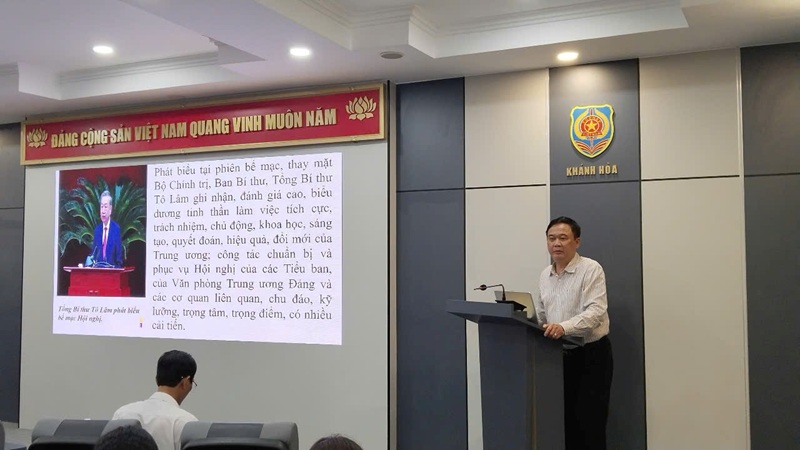 ĐẢNG CỘNG SẢN VIỆT NAM QUANG VINH MUÔN NĂM
Phát biểu tại phiên bế mạc, thay mặt
Bộ Chính trị, Ban Bí thư, Tổng Bí thư
Tô Lâm ghi nhận, đánh giá cao, biểu
dương tinh thần làm việc tích cực,
trách nhiệm, chủ động, khoa học, sáng
tạo, quyết đoán, hiệu quả, đổi mới của
Trung ương; công tác chuẩn bị và
phục vụ Hội nghị của các Tiểu ban,
của Văn phòng Trung ương Đảng và
các cơ quan liên quan, chu đáo, kỹ
lưỡng, trọng tâm, trọng điểm, có nhiều
cải tiến.
Tổng Bí thư Tô Lâm phát biểu
bế mạc Hội nghị.
KHÁNH HÒA